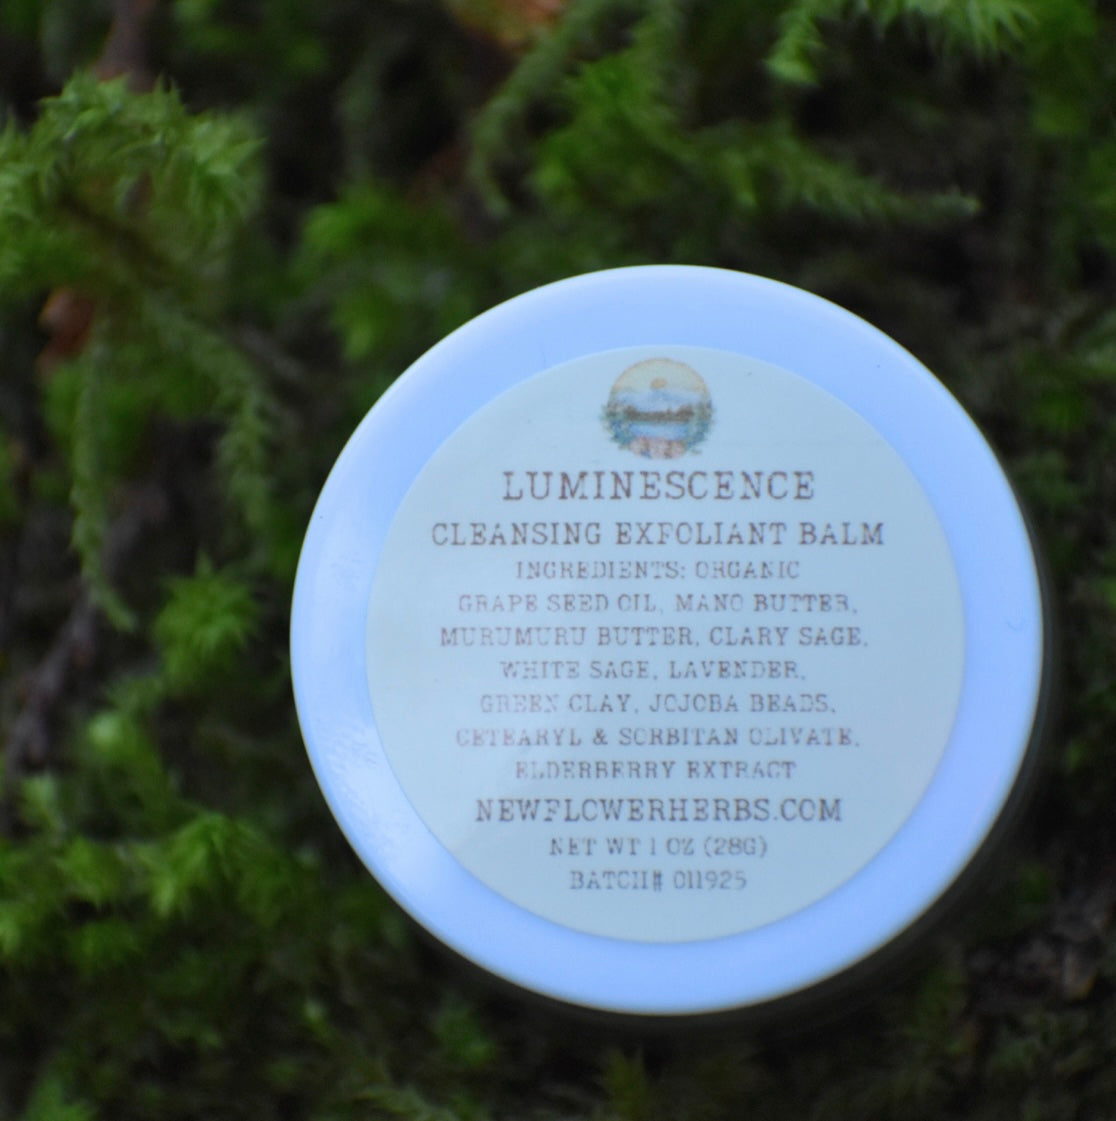 LUMINESCENCE
CLEANSING EXFOLIANT BALM
INGREDIENTS: ORGANIC
GRAPE SEED OIL, MANO BUTTER,
MURUMURU BUTTER, CLARY SAGE,
WHITE SAGE, LAVENDER,
GREEN CLAY, JOJOBA BEADS,
CETEARYL & SORBITAN OLIVATE,
ELDERBERRY EXTRACT
NEWFLOWERHERBS.COM
NET WT 1 OZ (28G)
BATCH# 011925